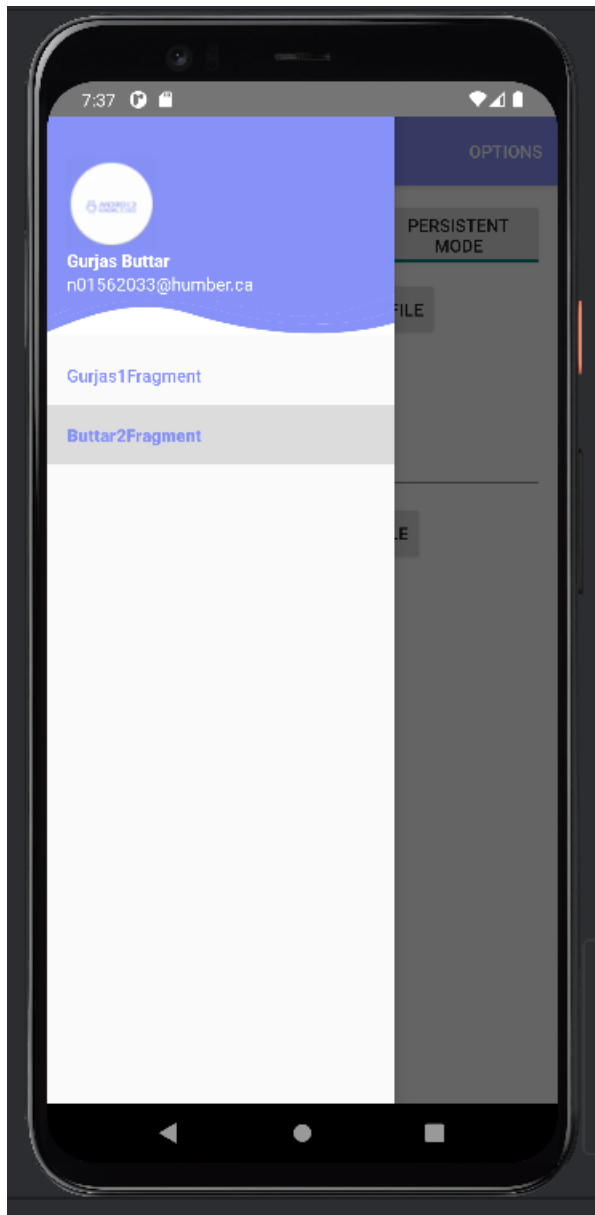 7:37
OPTIONS
Gurjas Buttar
n01562033@humber.ca
PERSISTENT
MODE
FILE
Gurjas1Fragment
Buttar2Fragment
LE